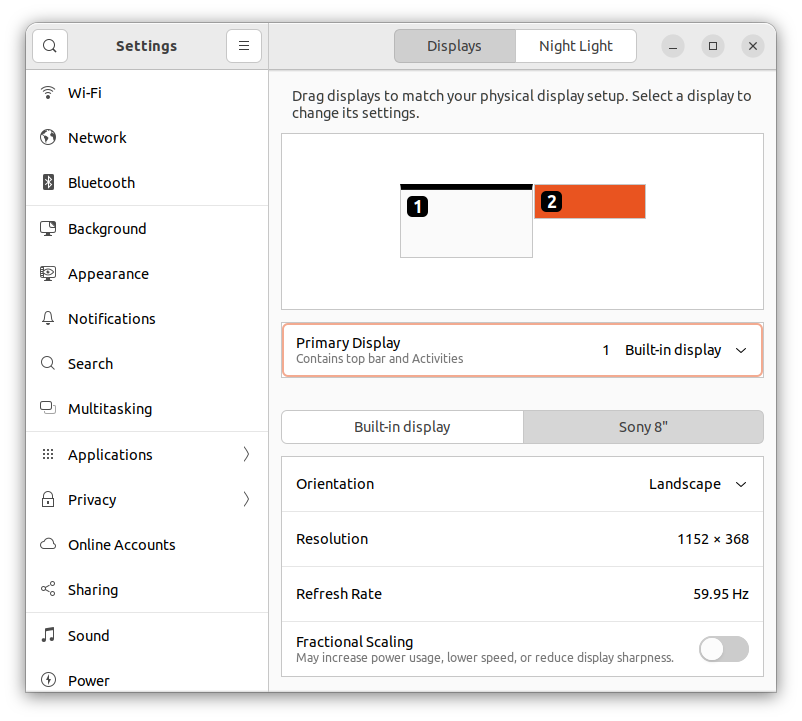 Settings
Displays
Night Light
Wi-Fi
Network
Bluetooth
Background
Appearance
Notifications
Search
Multitasking
Applications
Privacy
Online Accounts
Sharing
Sound
Power
Drag displays to match your physical display setup. Select a display to
change its settings.
1
2
Primary Display
Contains top bar and Activities
1 Built-in display
Built-in display
Sony 8"
Orientation
Landscape
Resolution
1152 × 368
Refresh Rate
59.95 Hz
Fractional Scaling
May increase power usage, lower speed, or reduce display sharpness.